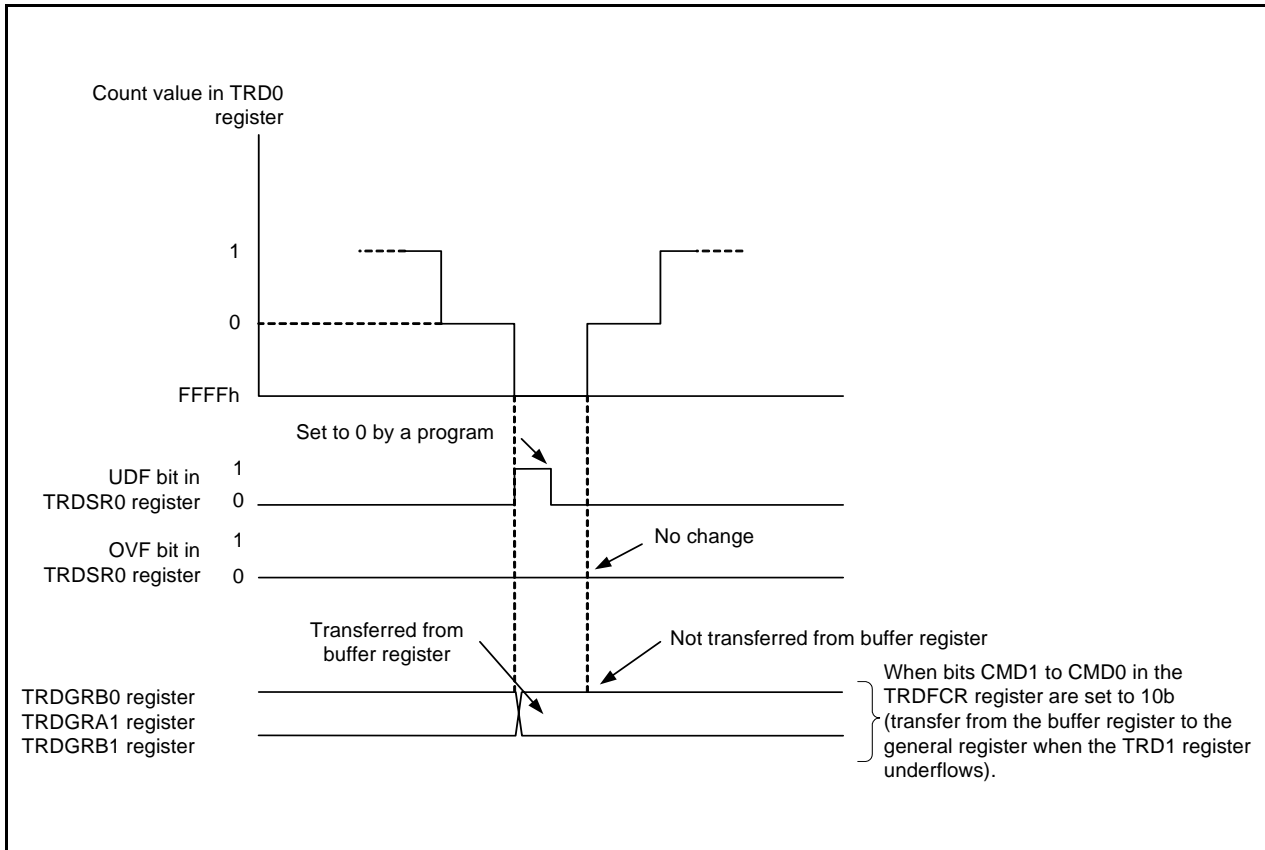 Count value in TRD0
register
1
0
FFFFh
Set to 0 by a program
UDF bit in
TRDSR0 register
1
0
No change
OVF bit in
TRDSR0 register
1
0
Transferred from
buffer register
Not transferred from buffer register
TRDGRB0 register
TRDGRA1 register
TRDGRB1 register
When bits CMD1 to CMD0 in the
TRDFCR register are set to 10b
(transfer from the buffer register to the
general register when the TRD1 register
underflows).